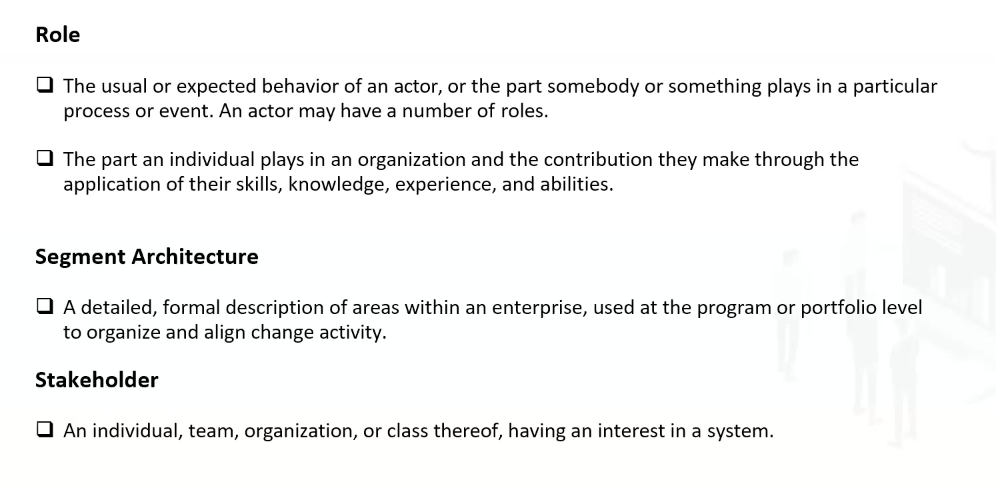 Role
❑ The usual or expected behavior of an actor, or the part somebody or something plays in a particular
process or event. An actor may have a number of roles.
❑ The part an individual plays in an organization and the contribution they make through the
application of their skills, knowledge, experience, and abilities.
Segment Architecture
❑ A detailed, formal description of areas within an enterprise, used at the program or portfolio level
to organize and align change activity.
Stakeholder
❑ An individual, team, organization, or class thereof, having an interest in a system.